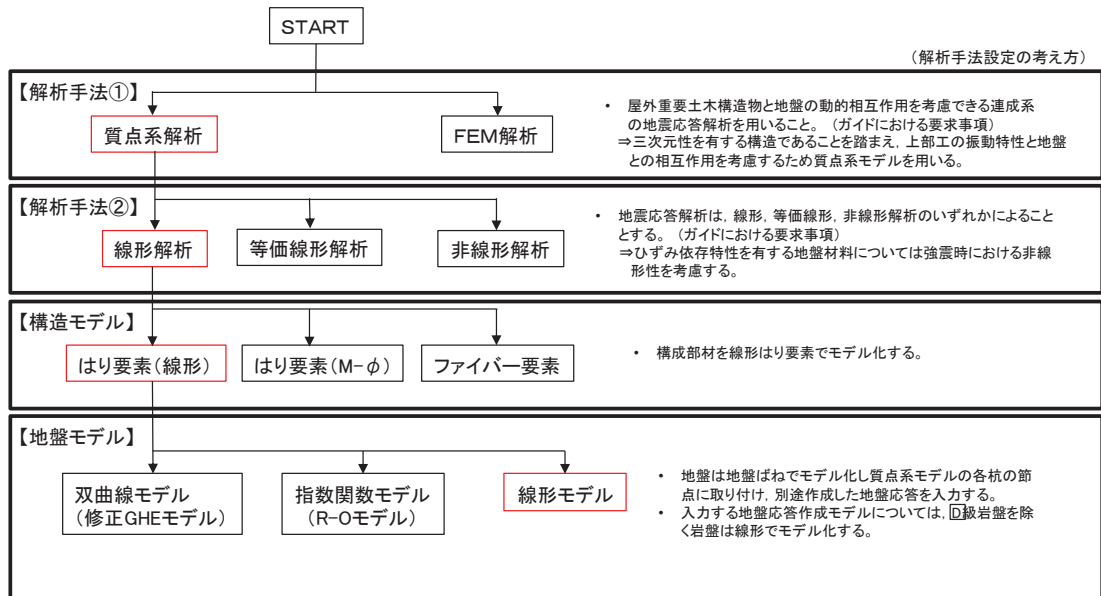 START
(解析手法設定の考え方)
【解析手法①】
質点系解析
FEM解析
・ 屋外重要土木構造物と地盤の動的相互作用を考慮できる連成系
の地震応答解析を用いること。(ガイドにおける要求事項)
⇒三次元性を有する構造であることを踏まえ,上部工の振動特性と地盤
との相互作用を考慮するため質点系モデルを用いる。
【解析手法②】
線形解析
等価線形解析
非線形解析
・ 地震応答解析は,線形,等価線形,非線形解析のいずれかによること
とする。(ガイドにおける要求事項)
⇒ひずみ依存特性を有する地盤材料については強震時における非線
形性を考慮する。
【構造モデル】
はり要素(線形)
はり要素(M-φ)
ファイバー要素
・ 構成部材を線形はり要素でモデル化する。
【地盤モデル】
双曲線モデル
(修正GHEモデル)
指数関数モデル
(R-Oモデル)
線形モデル
・ 地盤は地盤ばねでモデル化し質点系モデルの各杭の節
点に取り付け,別途作成した地盤応答を入力する。
・ 入力する地盤応答作成モデルについては,D級岩盤を除
く岩盤は線形でモデル化する。